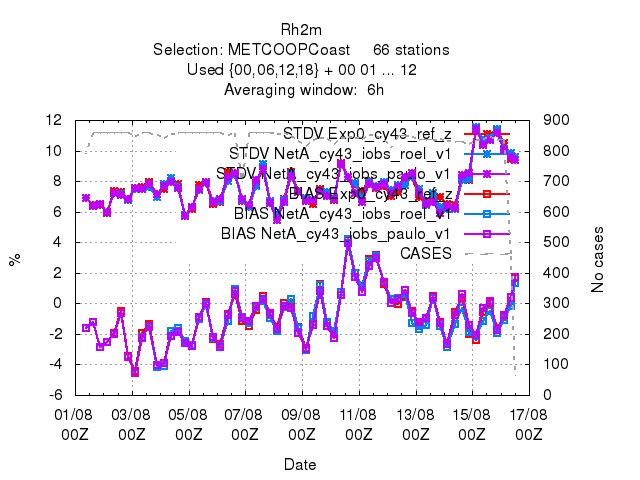 Rh2m
Selection: METCOOPCoast 66 stations
Used {00,06,12,18} + 00 01 ... 12
Averaging window: 6h
STDV Exp0_cy43_ref_z
STDV NetA_cy43_iobs_roel_v1
STDV NetA_cy43_iobs_paulo_v1
BIAS Exp0_cy43_ref_z
BIAS NetA_cy43_iobs_roel_v1
BIAS NetA_cy43_iobs_paulo_v1
CASES
12 10 8 6 4 2 0 -2 -4 -6
%
900 800 700 600 500 400 300 200 100 0
No cases
01/08 03/08 05/08 07/08 09/08 11/08 13/08 15/08 17/08
00Z 00Z 00Z 00Z 00Z 00Z 00Z 00Z 00Z
Date